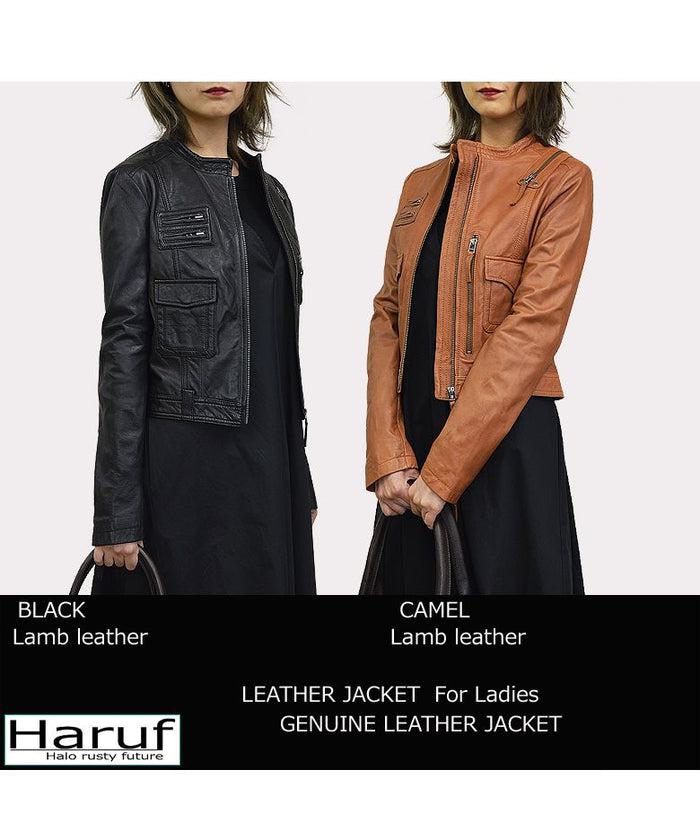 BLACK
Lamb leather
CAMEL
Lamb leather
LEATHER JACKET For Ladies
GENUINE LEATHER JACKET
Haruf
Halo rusty future